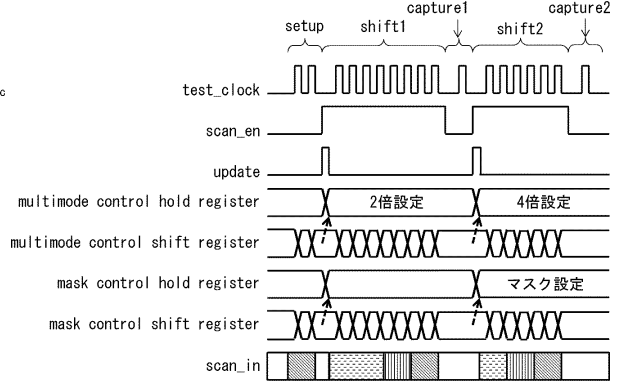 capture1 capture2
setup shift1 shift2
test_clock
c
scan_en
update
multimode control hold register 2倍設定 4倍設定
multimode control shift register
mask control hold register マスク設定
mask control shift register
scan_in